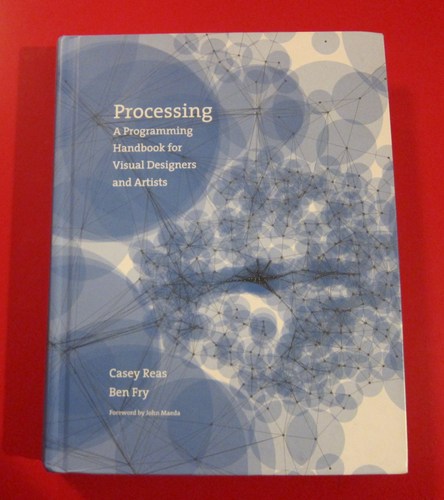 Processing
A Programming
Handbook for
Visual Designers
and Artists
Casey Reas
Ben Fry
Foreword by John Maeda